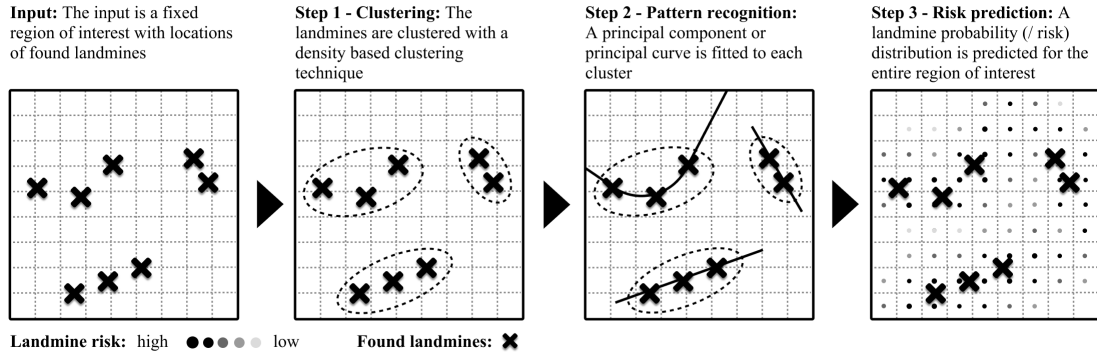 Input: The input is a fixed
region of interest with locations
of found landmines
Step 1 - Clustering: The
landmines are clustered with a
density based clustering
technique
Step 2 - Pattern recognition:
A principal component or
principal curve is fitted to each
cluster
Step 3 - Risk prediction: A
landmine probability (/ risk)
distribution is predicted for the
entire region of interest
Landmine risk: high low Found landmines: